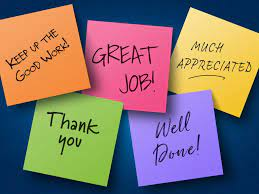 KEEP UP THE
GOOD WORK!
GREAT
JOB!
MUCH
APPRECIATED
Thank
you
Well
Done!